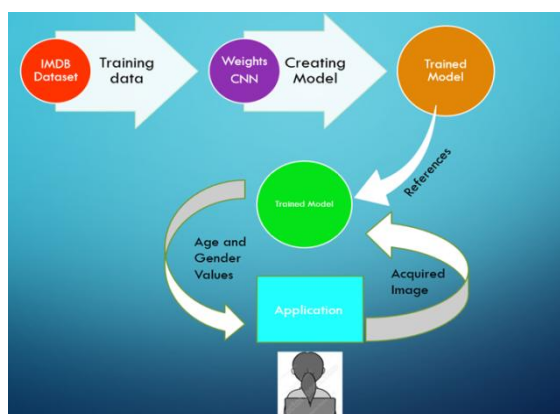 IMDB
Dataset
Training
data
Weights
CNN
Creating
Model
Trained
Model
References
Trained Model
Age and
Gender
Values
Acquired
Image
Application